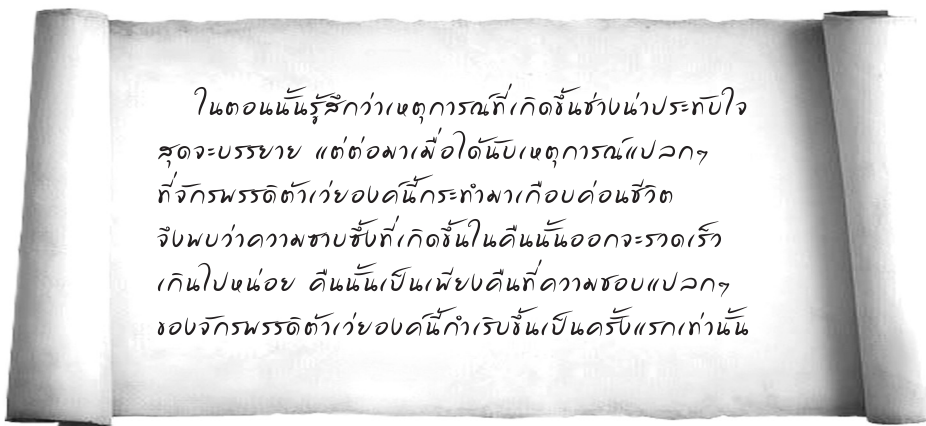 ในตอนนั้นรู้สึกว่าเหตุการณ์ที่เกิดขึ้นช่างน่าประทับใจ
สุดจะบรรยาย แต่ต่อมาเมื่อได้นับเหตุการณ์แปลกๆ
ที่จักรพรรดิตัาเว่ยองค์นี้กระทำมาเกือบค่อนชีวิต
จึงพบว่าความซาบซึ้งที่เกิดขึ้นในคืนนั้นออกจะรวดเร็ว
เกินไปหน่อย คืนนั้นเป็นเพียงคืนที่ความชอบแปลกๆ
ของจักรพรรดิตัาเว่ยองค์นี้กำเริบขึ้นเป็นครั้งแรกเท่านั้น